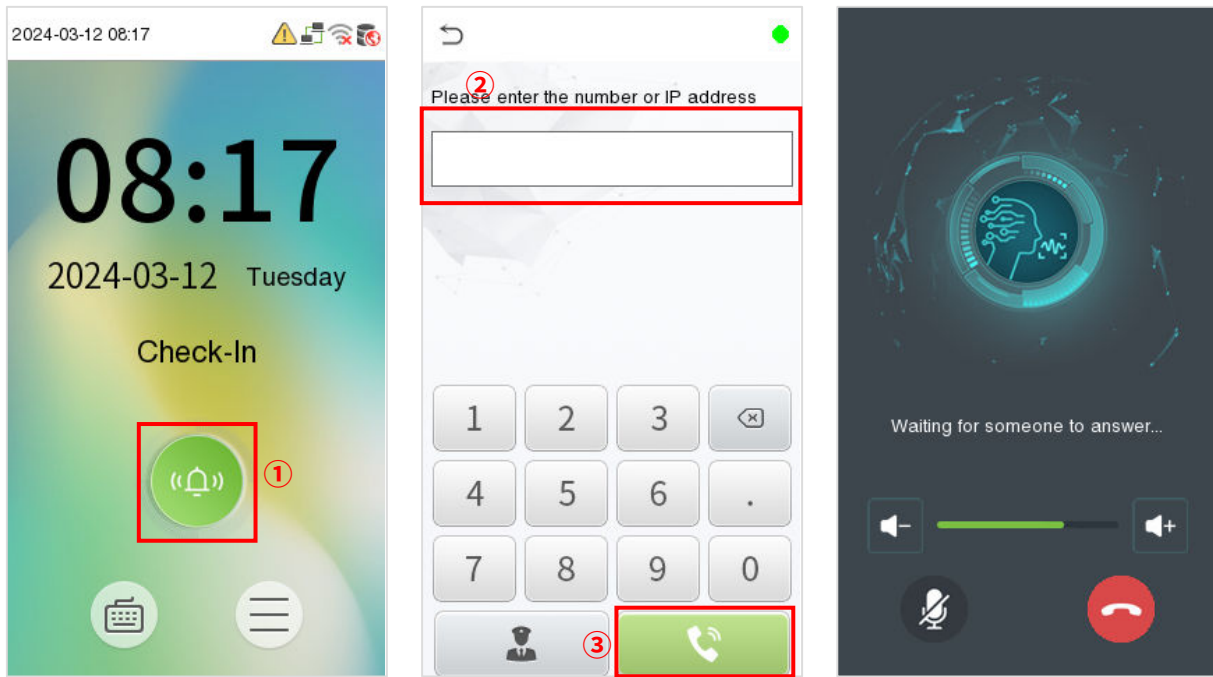 2024-03-12 08:17
08:17
2024-03-12 Tuesday
Check-In
①
②
Please enter the number or IP address
1 2 3
4 5 6 .
7 8 9 0
③
Waiting for someone to answer...